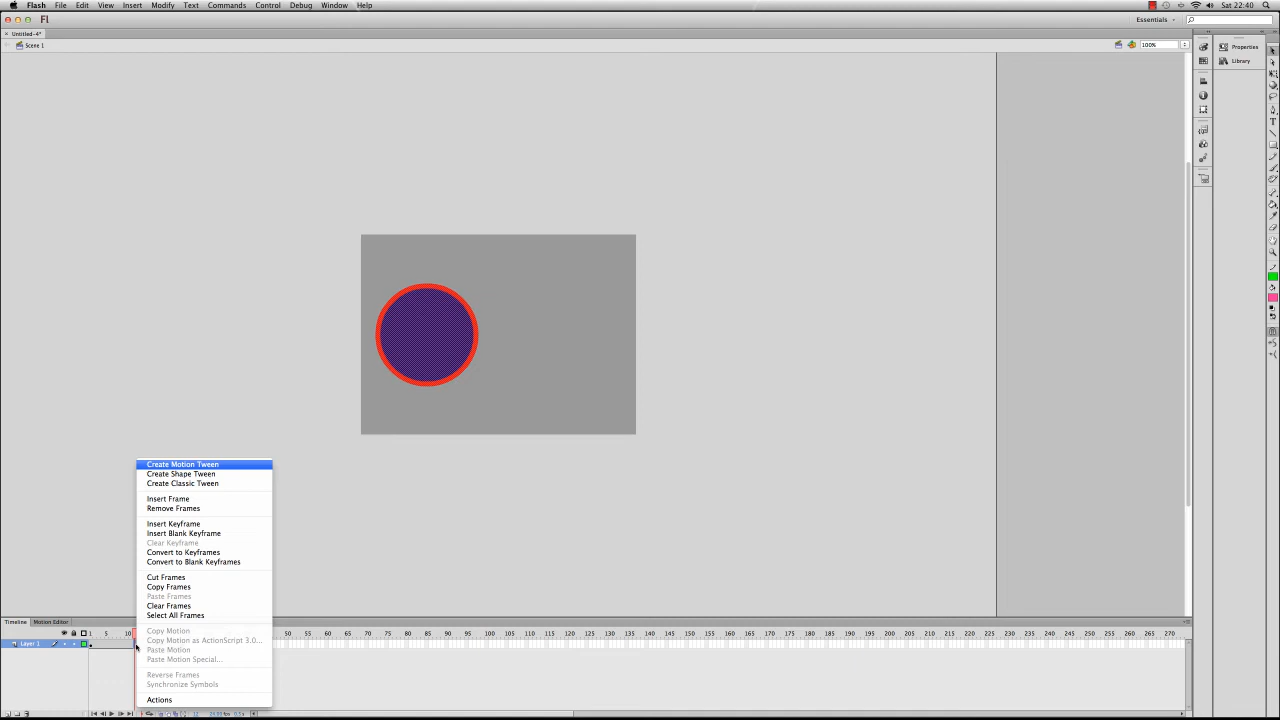 Flash File Edit View Insert Modify Text Commands Control Debug Window Help Sat 22:40
Fl Essentials
Untitled-4*
Scene 1 100%
Properties
Library
Create Motion Tween
Create Shape Tween
Create Classic Tween
Insert Frame
Remove Frames
Insert Keyframe
Insert Blank Keyframe
Clear Keyframe
Convert to Keyframes
Convert to Blank Keyframes
Cut Frames
Copy Frames
Paste Frames
Clear Frames
Select All Frames
Copy Motion
Copy Motion as ActionScript 3.0...
Paste Motion
Paste Motion Special...
Reverse Frames
Synchronize Symbols
Actions
Timeline Motion Editor
1 5 10 50 55 60 65 70 75 80 85 90 95 100 105 110 115 120 125 130 135 140 145 150 155 160 165 170 175 180 185 190 195 200 205 210 215 220 225 230 235 240 245 250 255 260 265 270
Layer 1